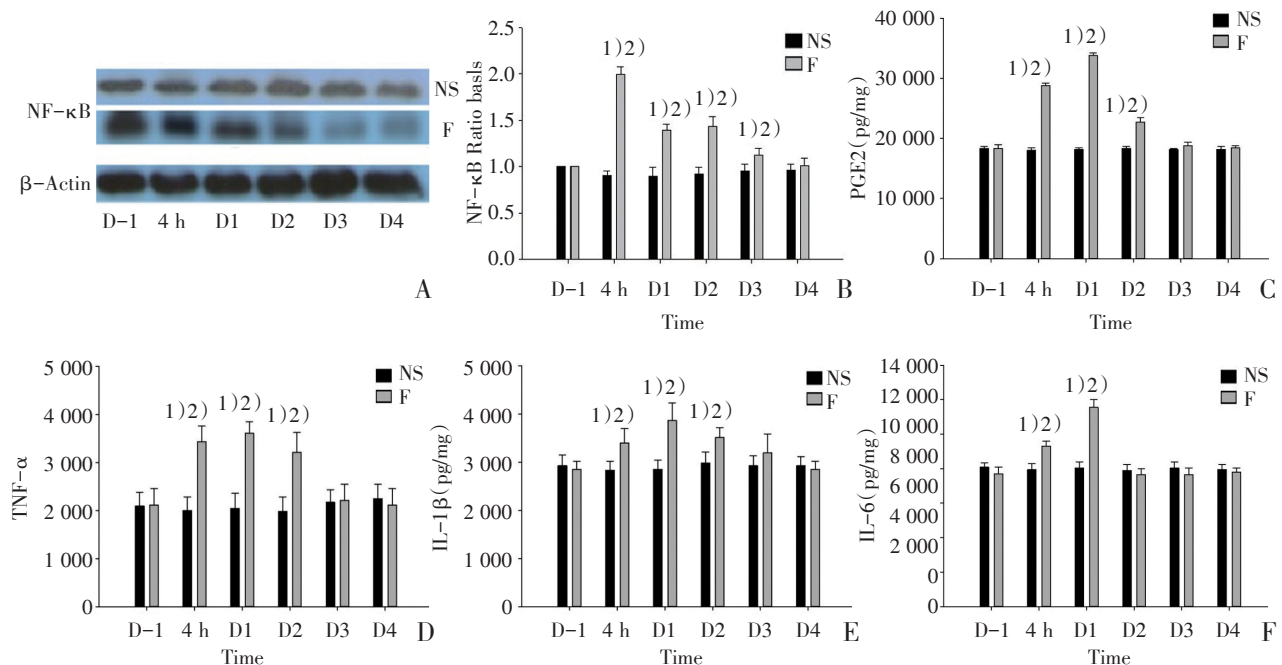 NF-κB
NS
F
β-Actin
D-1 4 h D1 D2 D3 D4
A
2.5
2.0
1.5
1.0
0.5
0.0
NF-κB Ratio basls
NS
F
1)2)
1)2)
1)2)
1)2)
D-1 4 h D1 D2 D3 D4
Time
B
40 000
30 000
20 000
10 000
0
PGE2(pg/mg)
NS
F
1)2)
1)2)
1)2)
D-1 4 h D1 D2 D3 D4
Time
C
5 000
4 000
3 000
2 000
1 000
0
TNF-α
NS
F
1)2)
1)2)
1)2)
D-1 4 h D1 D2 D3 D4
Time
D
5 000
4 000
3 000
2 000
1 000
0
IL-1β(pg/mg)
NS
F
1)2)
1)2)
1)2)
D-1 4 h D1 D2 D3 D4
Time
E
14 000
12 000
10 000
8 000
6 000
4 000
2 000
0
0
IL-6(pg/mg)
NS
F
1)2)
1)2)
D-1 4 h D1 D2 D3 D4
Time
F